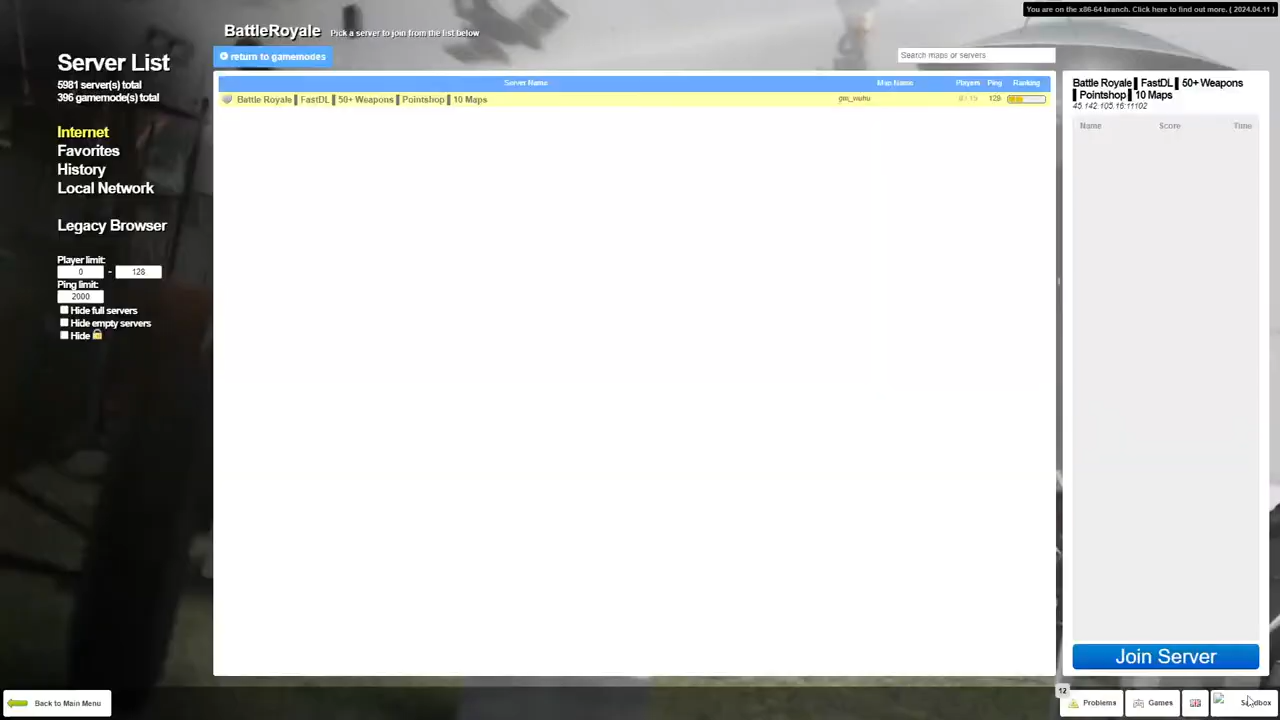 You are on the x86-64 branch. Click here to find out more. ( 2024.04.11 )
BattleRoyale Pick a server to join from the list below
Server List
5981 server(s) total
396 gamemode(s) total
return to gamemodes
Search maps or servers
Internet
Favorites
History
Local Network
Legacy Browser
Player limit:
0 - 128
Ping limit:
2000
Hide full servers
Hide empty servers
Hide
Server Name Map Name Players Ping Ranking
Battle Royale ▌FastDL ▌50+ Weapons ▌Pointshop ▌10 Maps gm_wuhu 128
Battle Royale ▌FastDL ▌50+ Weapons
▌Pointshop ▌10 Maps
45.142.105.16:11102
Name Score Time
Join Server
Back to Main Menu
12
Problems
Games